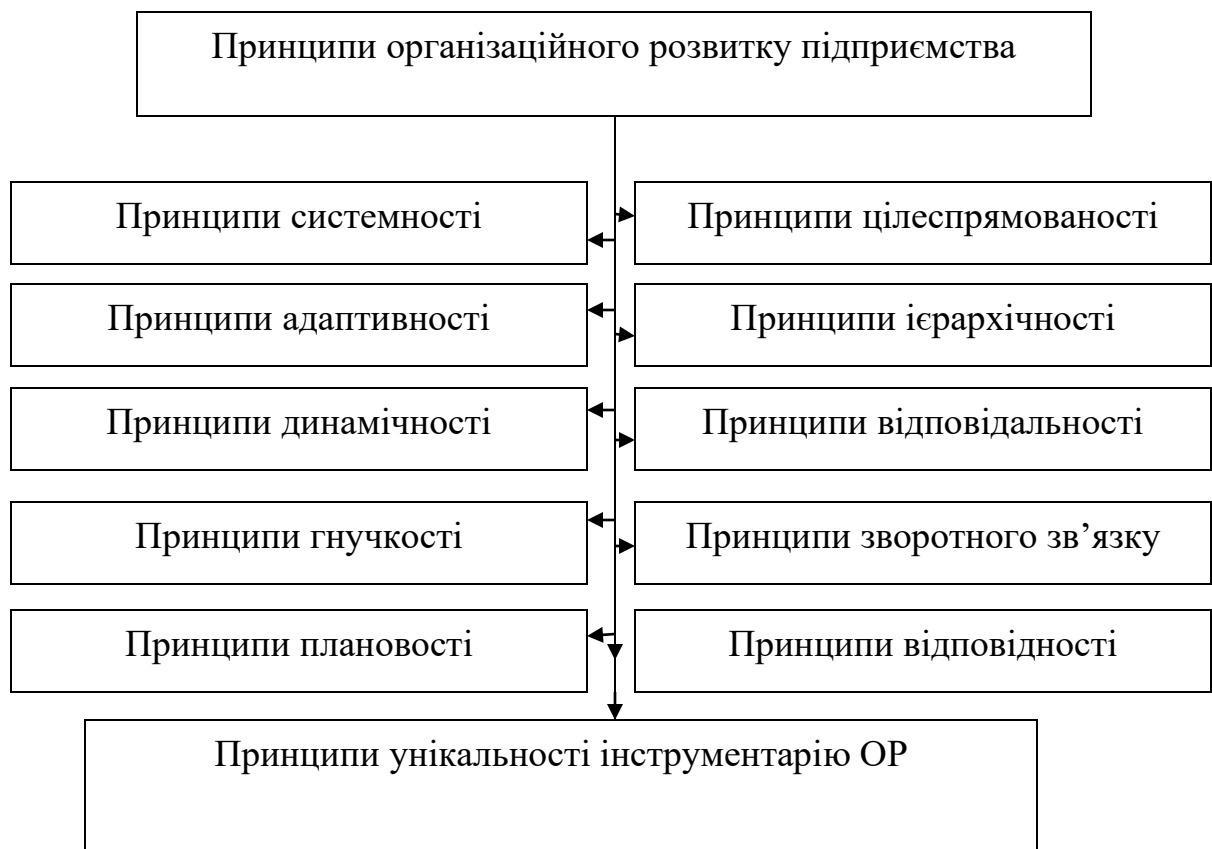 Принципи організаційного розвитку підприємства
Принципи системності
Принципи цілеспрямованості
Принципи адаптивності
Принципи ієрархічності
Принципи динамічності
Принципи відповідальності
Принципи гнучкості
Принципи зворотного зв’язку
Принципи плановості
Принципи відповідності
Принципи унікальності інструментарію ОР